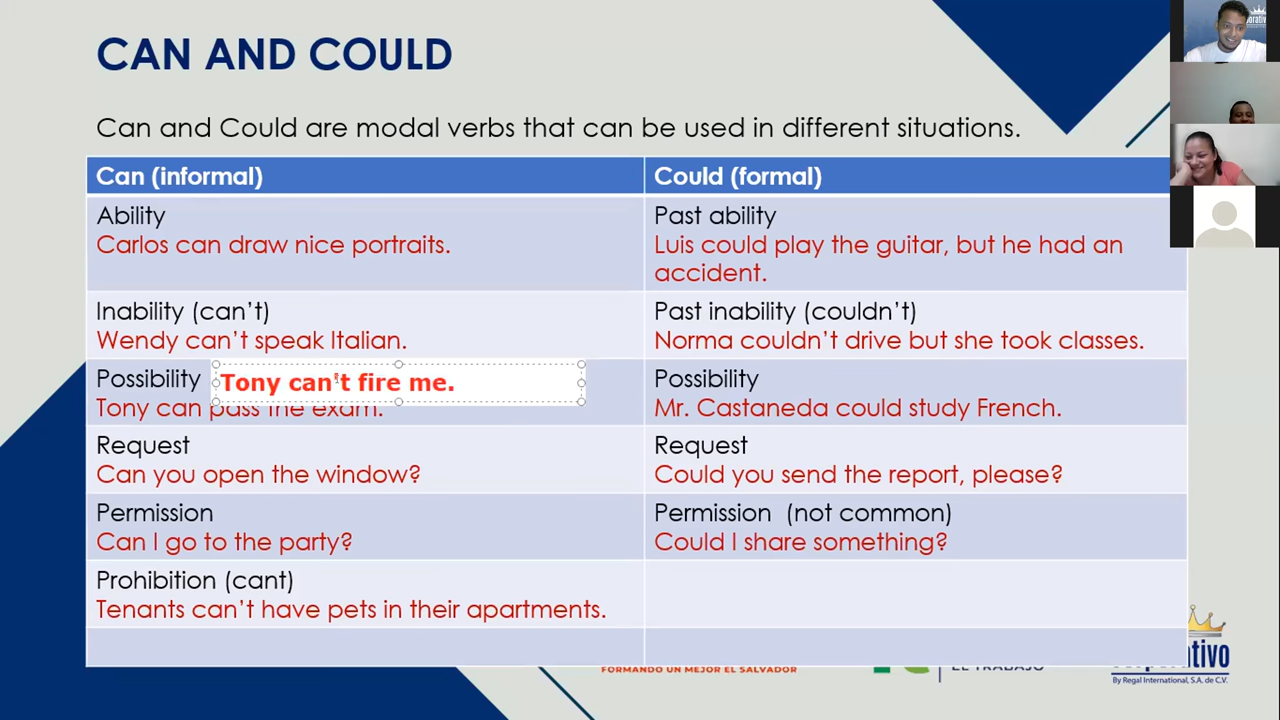 CAN AND COULD
Can and Could are modal verbs that can be used in different situations.
Can (informal)
Could (formal)
Ability
Carlos can draw nice portraits.
Past ability
Luis could play the guitar, but he had an
accident.
Inability (can't)
Wendy can't speak Italian.
Past inability (couldn't)
Norma couldn't drive but she took classes.
Possibility
Tony can't fire me.
Tony can pass the exam.
Possibility
Mr. Castaneda could study French.
Request
Can you open the window?
Request
Could you send the report, please?
Permission
Can I go to the party?
Permission (not common)
Could I share something?
Prohibition (cant)
Tenants can't have pets in their apartments.
FORMANDO UN MEJOR EL SALVADOR
EL TRABAJO
By Regal International, S.A. de C.V.